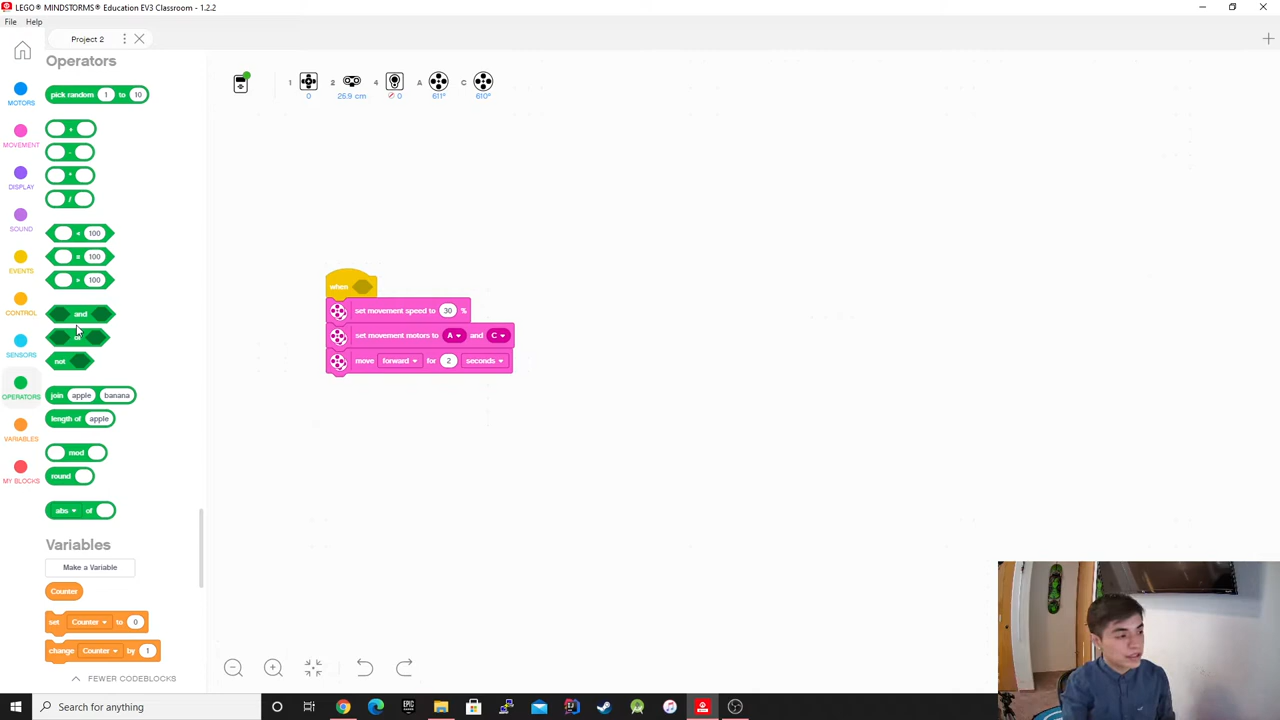 LEGO® MINDSTORMS® Education EV3 Classroom - 1.2.2
File Help
Project 2
Operators
pick random 1 to 10
+
-
*
/
< 100
= 100
> 100
and
or
not
join apple banana
length of apple
mod
round
abs of
Variables
Make a Variable
Counter
set Counter to 0
change Counter by 1
FEWER CODEBLOCKS
MOTORS
MOVEMENT
DISPLAY
SOUND
EVENTS
CONTROL
SENSORS
OPERATORS
VARIABLES
MY BLOCKS
1 2 4 A C
0 26.9 cm 0 611° 610°
when
set movement speed to 30 %
set movement motors to A and C
move forward for 2 seconds
Search for anything
EPIC